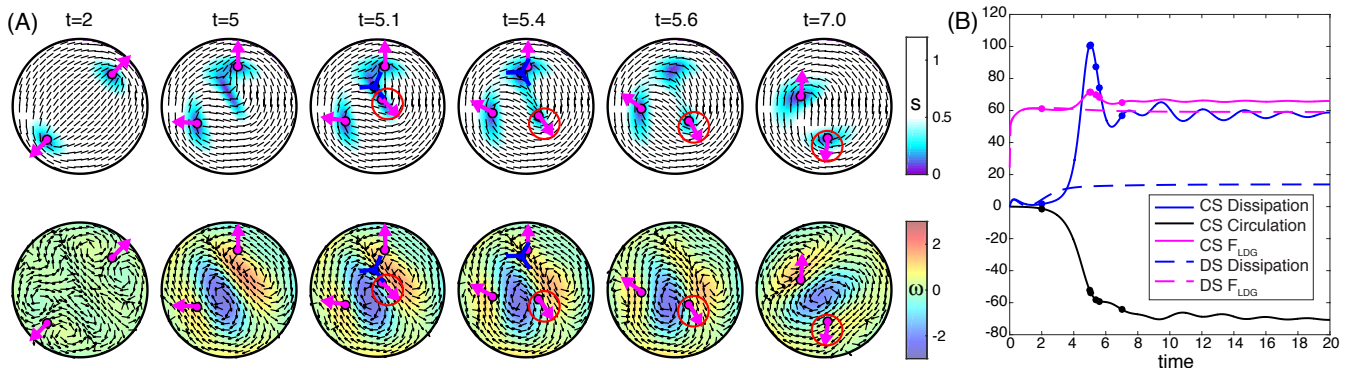 (A)
t=2 t=5 t=5.1 t=5.4 t=5.6 t=7.0
1
0.5
0
S
2
0
-2
ω
(B)
120
100
80
60
40
20
0
-20
-40
-60
-80
0 2 4 6 8 10 12 14 16 18 20
time
CS Dissipation
CS Circulation
CS F_LDG
DS Dissipation
DS F_LDG